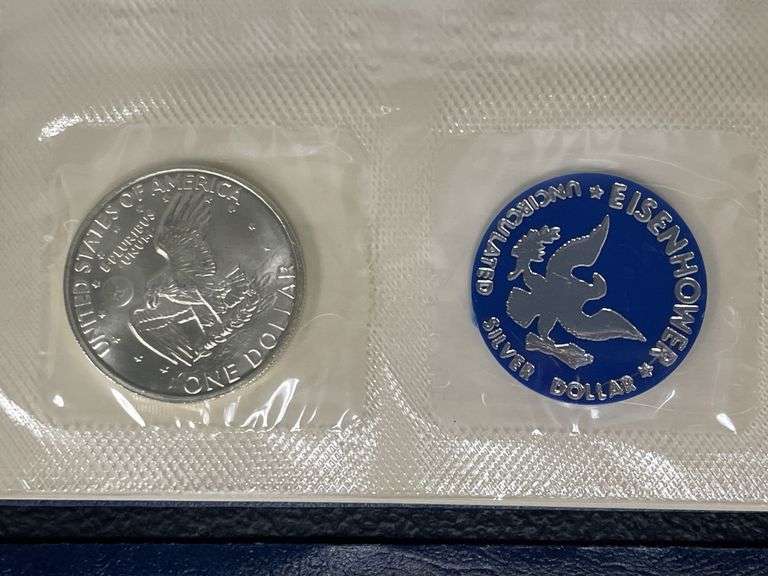 UNITED STATES OF AMERICA
E PLURIBUS
UNUM
ONE DOLLAR
EISENHOWER
UNCIRCULATED
SILVER DOLLAR